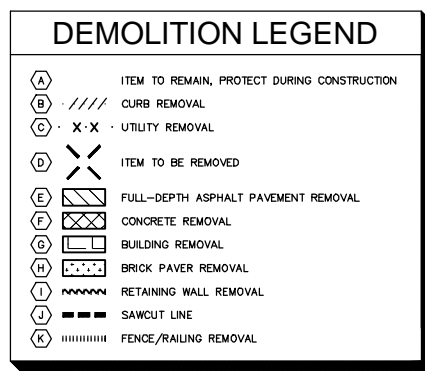 DEMOLITION LEGEND
A ITEM TO REMAIN, PROTECT DURING CONSTRUCTION
B CURB REMOVAL
C X X UTILITY REMOVAL
D ITEM TO BE REMOVED
E FULL-DEPTH ASPHALT PAVEMENT REMOVAL
F CONCRETE REMOVAL
G BUILDING REMOVAL
H BRICK PAVER REMOVAL
I RETAINING WALL REMOVAL
J SAWCUT LINE
K FENCE/RAILING REMOVAL